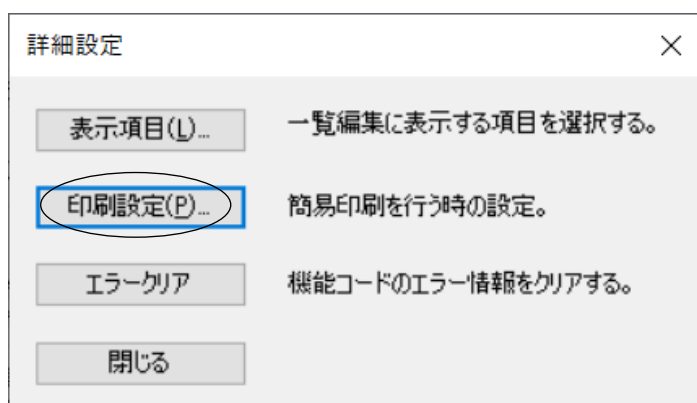 詳細設定
表示項目(L)... 一覧編集に表示する項目を選択する。
印刷設定(P)... 簡易印刷を行う時の設定。
エラークリア 機能コードのエラー情報をクリアする。
閉じる